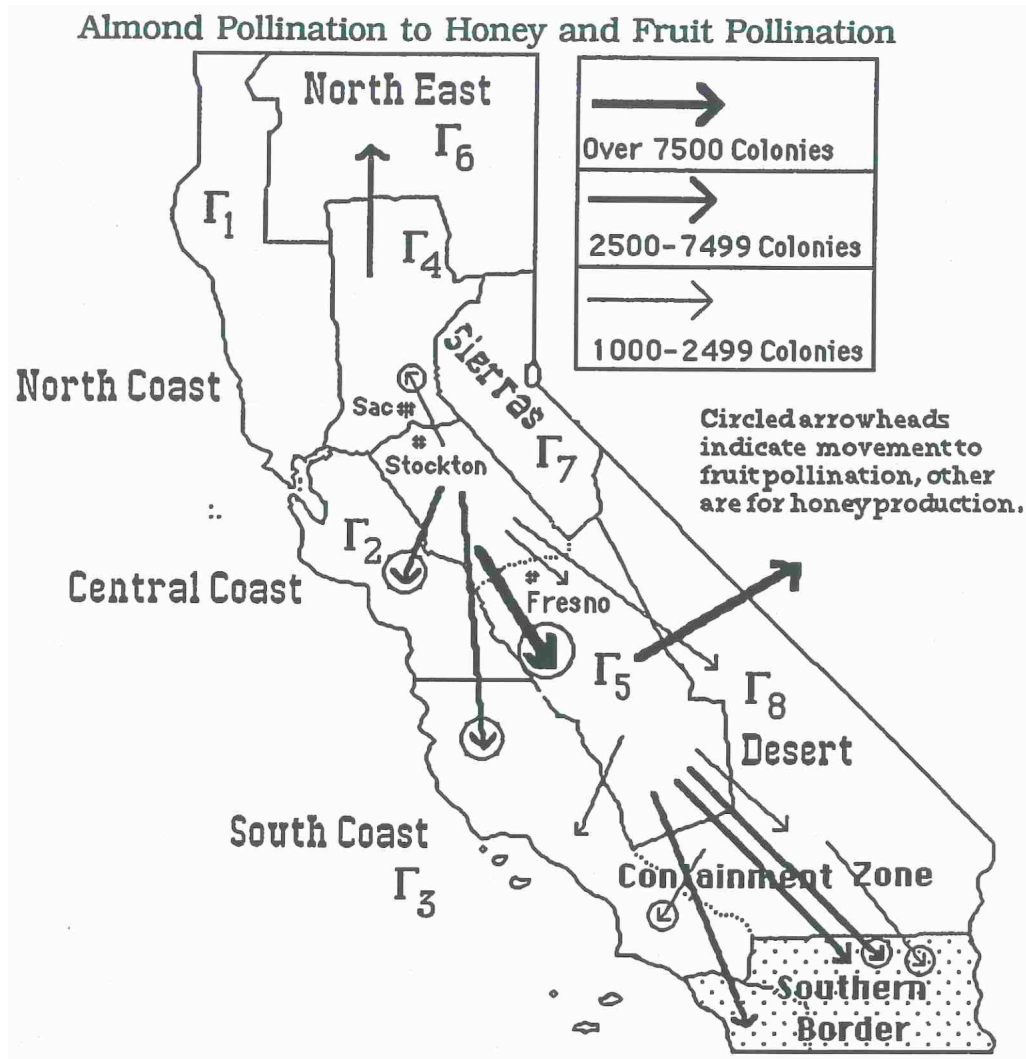 Almond Pollination to Honey and Fruit Pollination
North East
Γ6
Over 7500 Colonies
Γ1
2500-7499 Colonies
Γ4
1000-2499 Colonies
Sierras
North Coast
Sac#
Circled arrowheads
indicate movement to
fruit pollination, other
are for honey production.
#
Stockton
Γ7
Γ2
Central Coast
#
Fresno
Γ5
Γ8
Desert
South Coast
Γ3
Containment Zone
Southern
Border